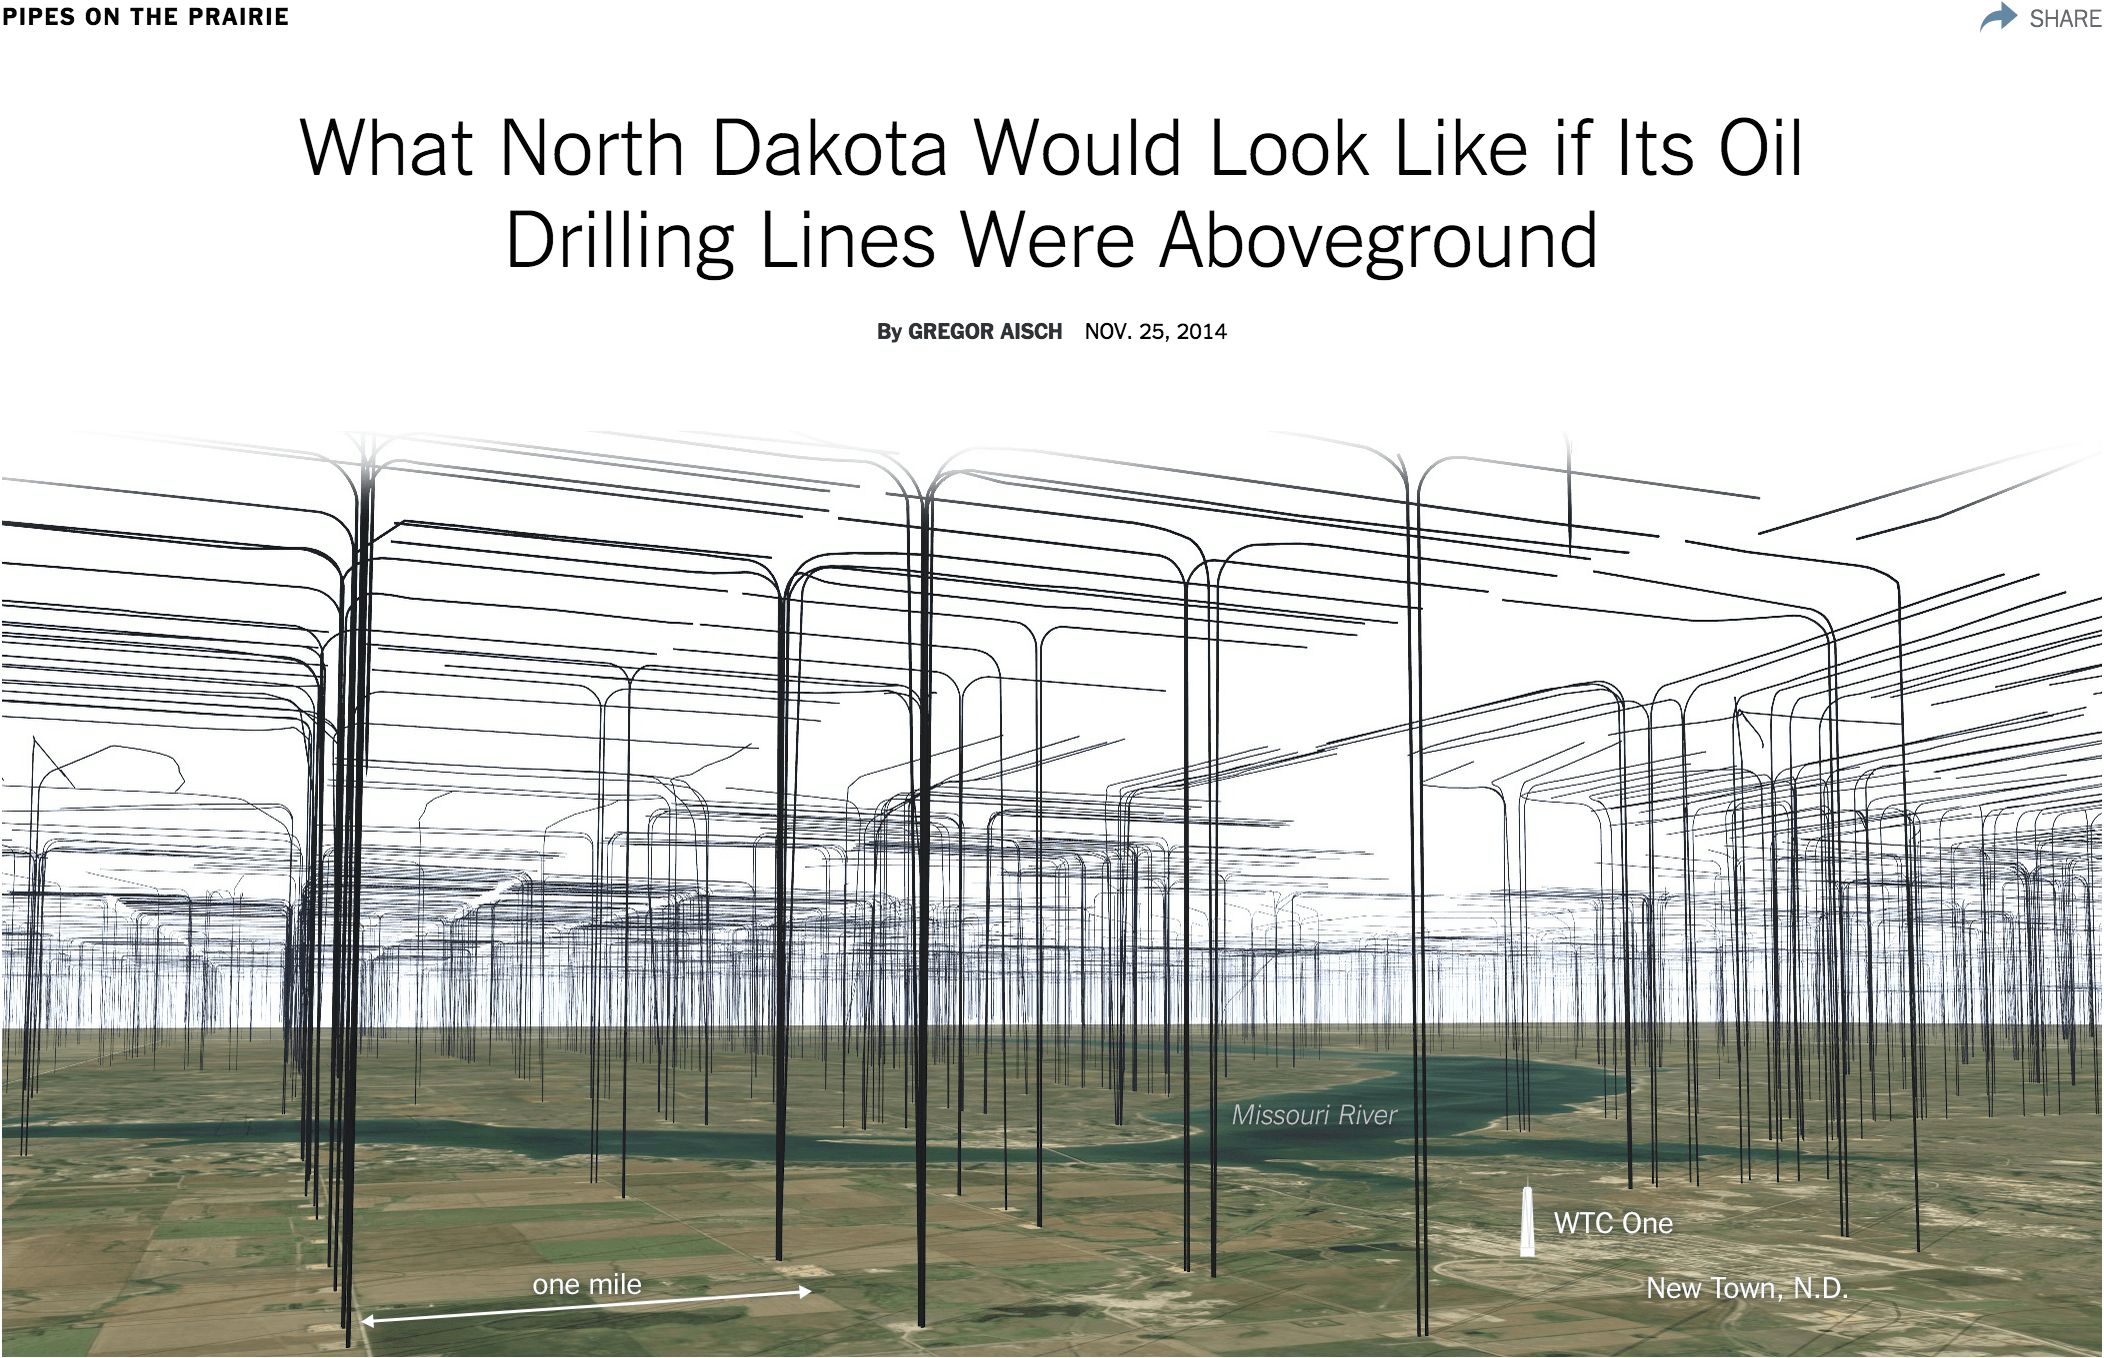 PIPES ON THE PRAIRIE
SHARE
What North Dakota Would Look Like if Its Oil
Drilling Lines Were Aboveground
By GREGOR AISCH NOV. 25, 2014
Missouri River
WTC One
one mile
New Town, N.D.